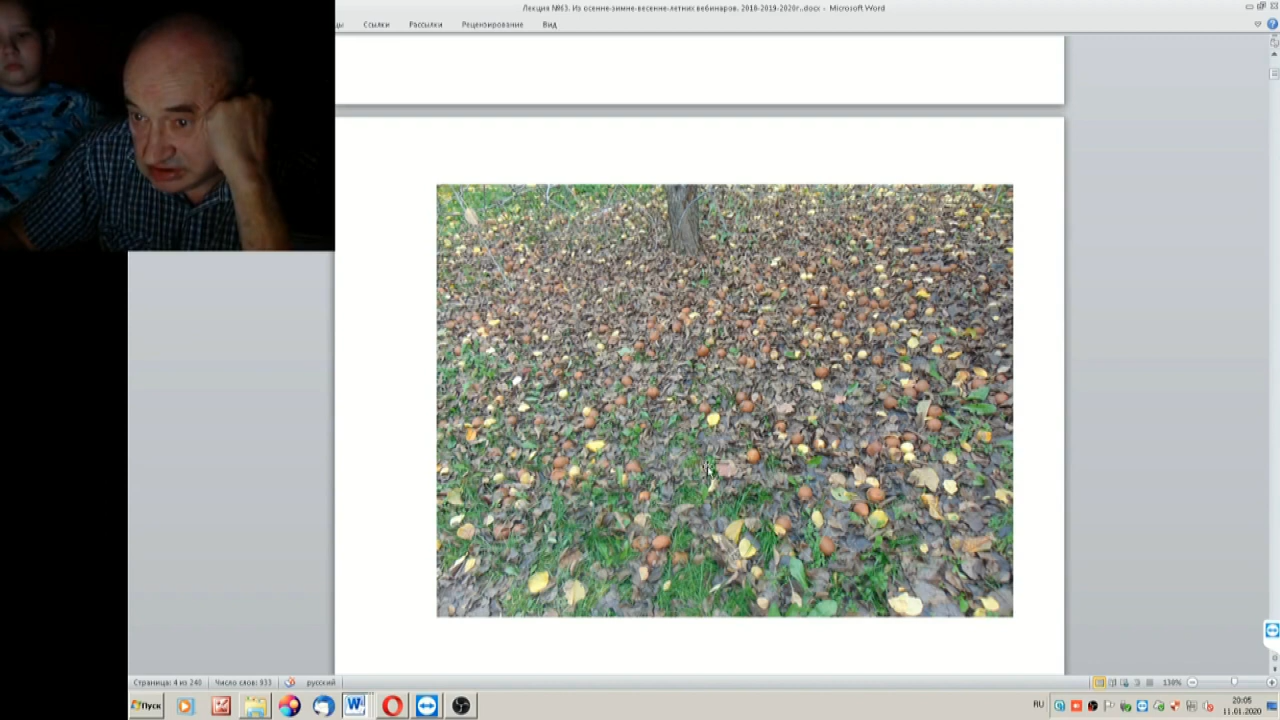 Лекция №63. Из осенне-зимне-весенне-летних вебинаров. 2018-2019-2020г..docx - Microsoft Word
цы Ссылки Рассылки Рецензирование Вид
Страница: 4 из 240 Число слов: 933 русский 130%
Пуск RU 20:05
11.01.2020